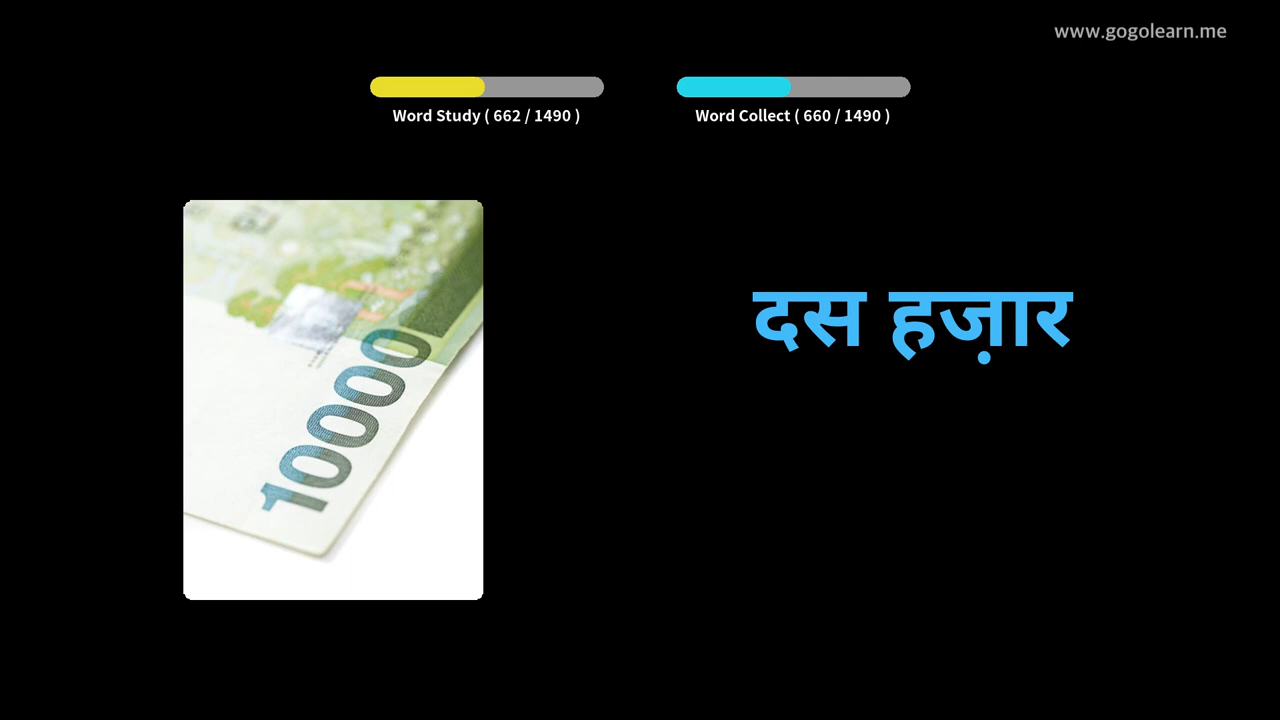 www.gogolearn.me
Word Study ( 662 / 1490 )
Word Collect ( 660 / 1490 )
दस हज़ार
10000